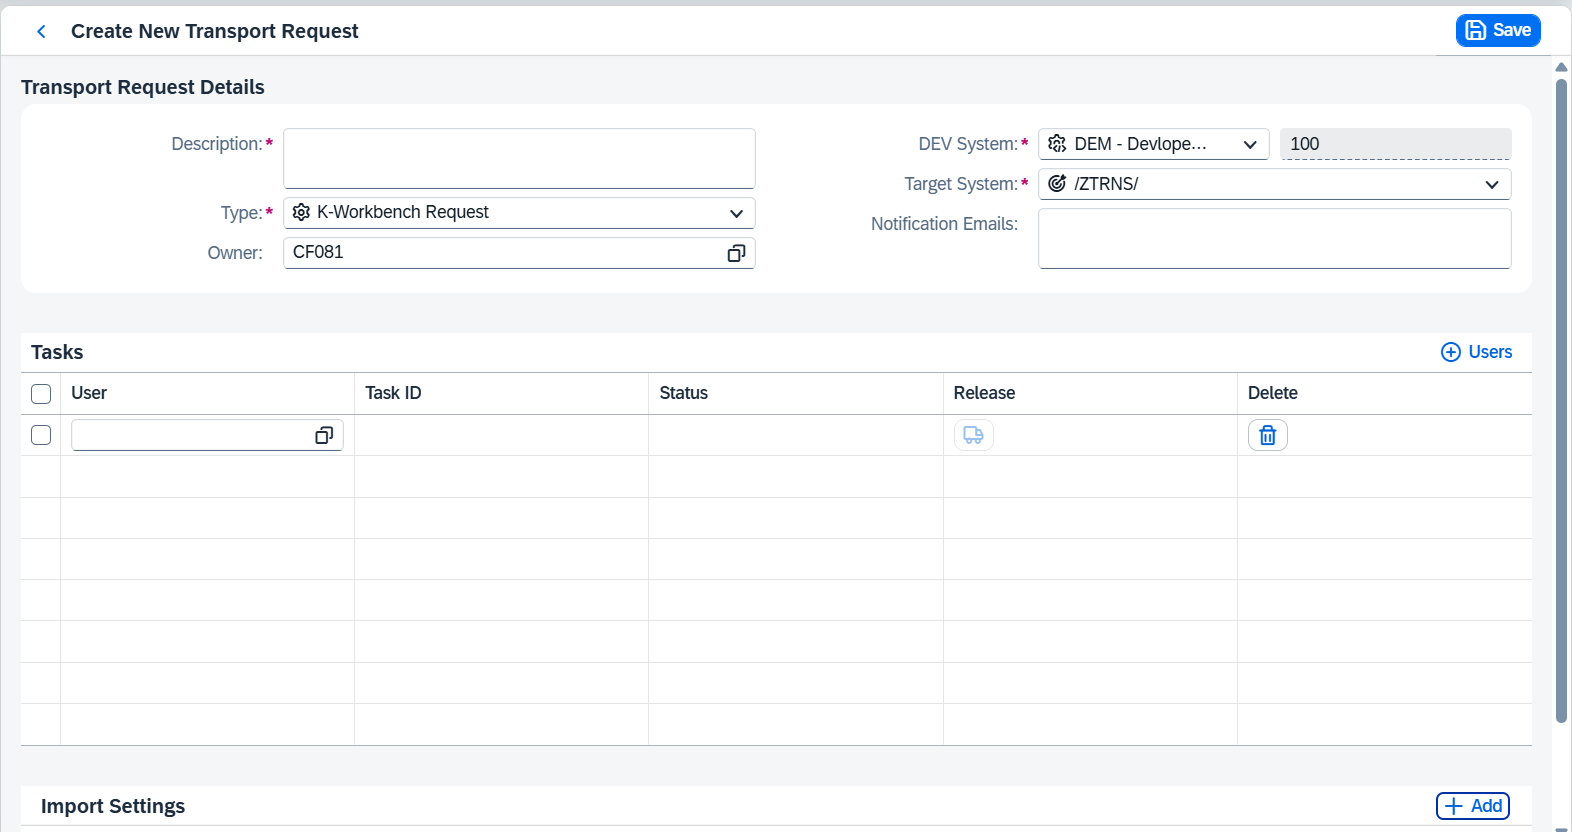 Create New Transport Request
Save
Transport Request Details
Description:*
DEV System:*
DEM - Devlope...
100
Target System:*
/ZTRNS/
Type:*
K-Workbench Request
Notification Emails:
Owner:
CF081
Tasks
Users
User
Task ID
Status
Release
Delete
Import Settings
Add